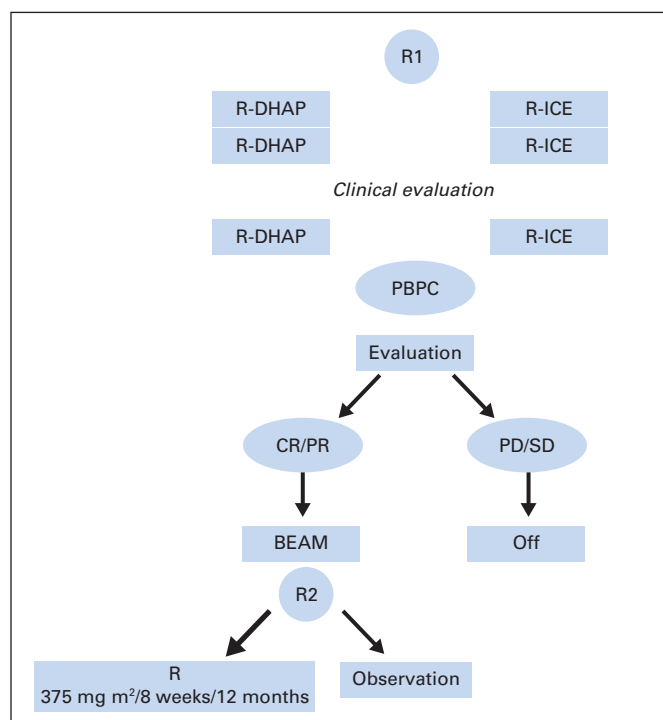 R1
R-DHAP R-ICE
R-DHAP R-ICE
Clinical evaluation
R-DHAP R-ICE
PBPC
Evaluation
CR/PR PD/SD
BEAM Off
R2
R
375 mg m²/8 weeks/12 months
Observation